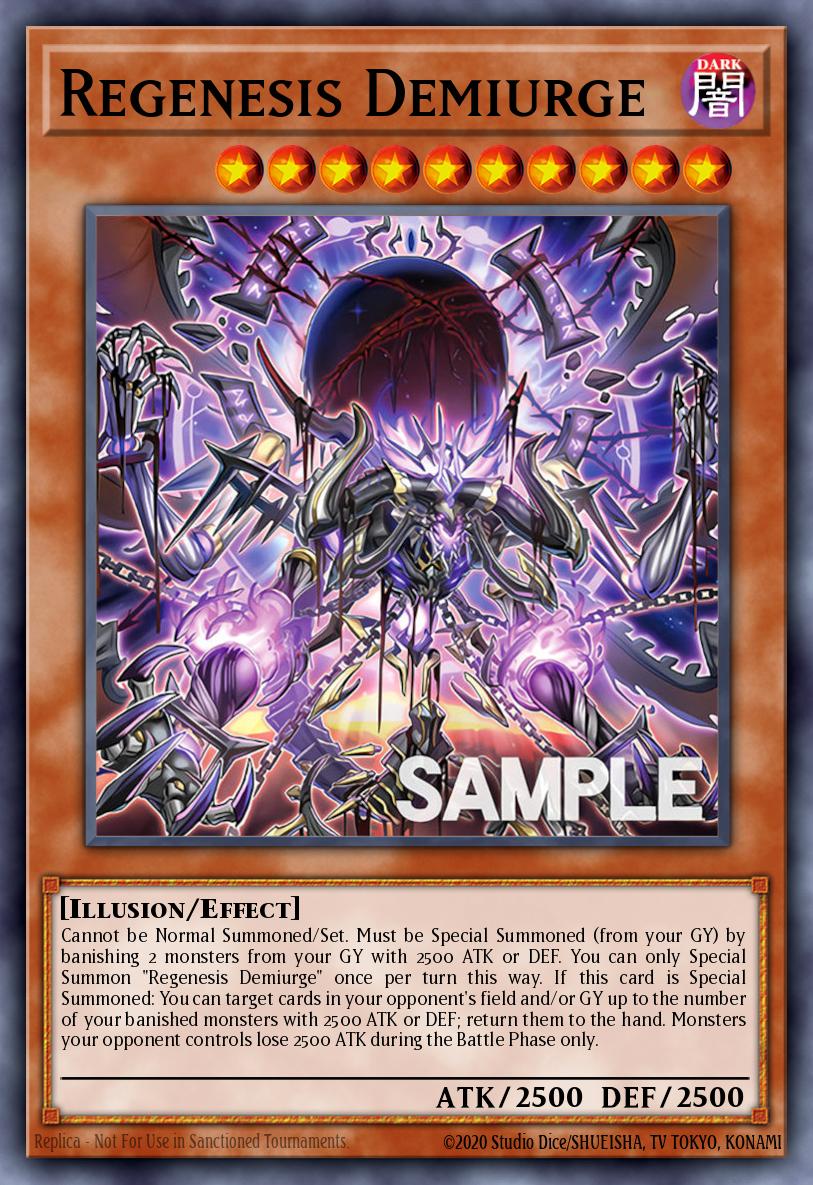 Regenesis Demiurge
DARK
闇
SAMPLE
[Illusion/Effect]
Cannot be Normal Summoned/Set. Must be Special Summoned (from your GY) by
banishing 2 monsters from your GY with 2500 ATK or DEF. You can only Special
Summon "Regenesis Demiurge" once per turn this way. If this card is Special
Summoned: You can target cards in your opponent's field and/or GY up to the number
of your banished monsters with 2500 ATK or DEF; return them to the hand. Monsters
your opponent controls lose 2500 ATK during the Battle Phase only.
ATK/2500 DEF/2500
Replica - Not For Use in Sanctioned Tournaments.
©2020 Studio Dice/SHUEISHA, TV TOKYO, KONAMI